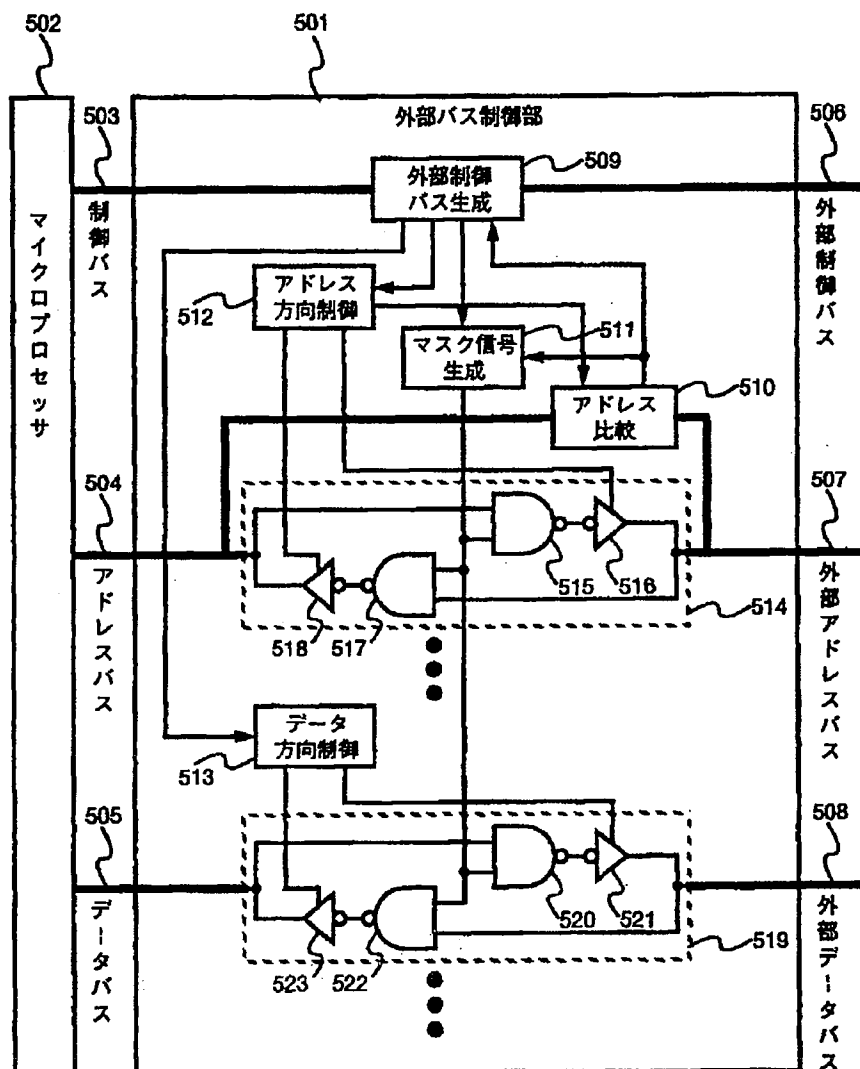 502
501
503
外部バス制御部
506
509
外部制御
バス生成
マイクロプロセッサ
制御バス
外部制御バス
アドレス
方向制御
512
511
マスク信号
生成
510
アドレス
比較
504
507
515
516
518
517
514
アドレスバス
外部アドレスバス
データ
方向制御
513
505
508
520
521
523
522
519
データバス
外部データバス